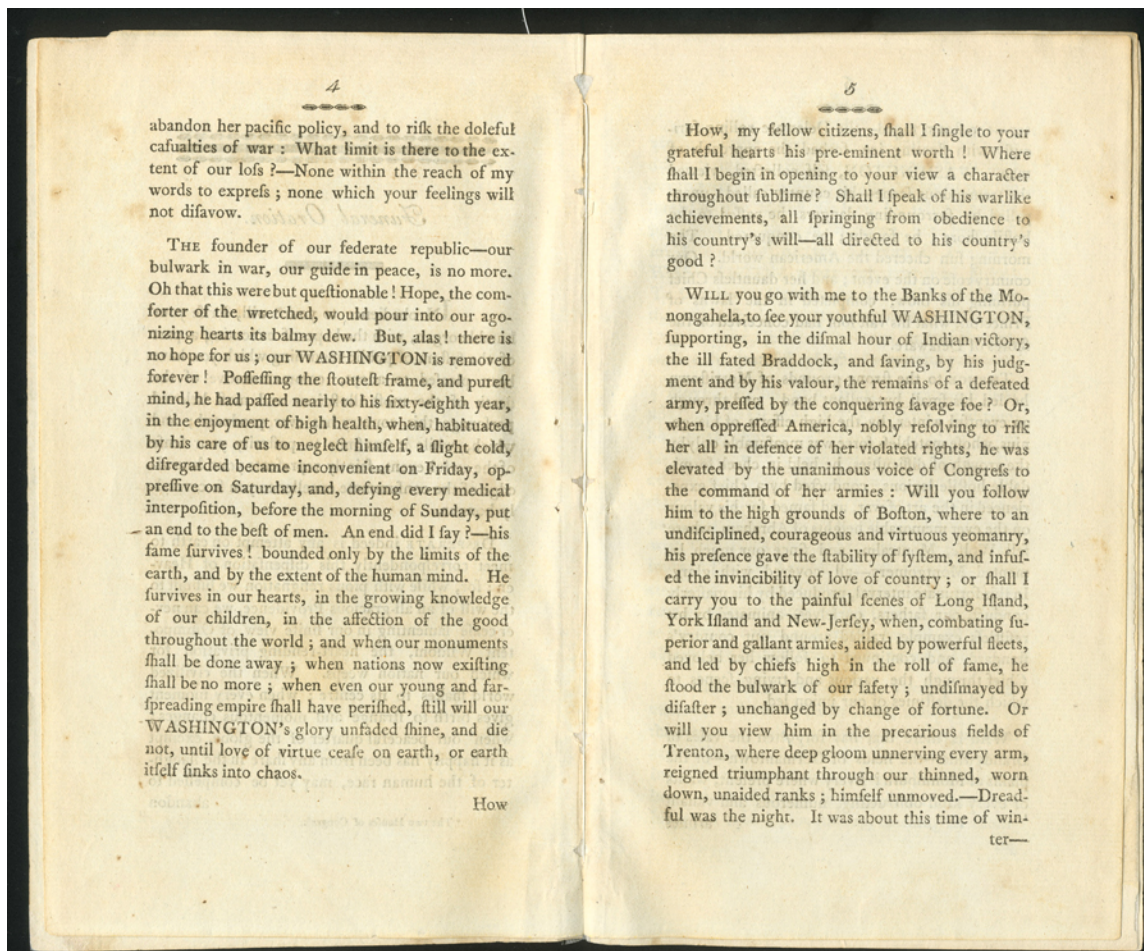 4
abandon her pacific policy, and to riſk the doleful
caſualties of war : What limit is there to the ex-
tent of our loſs ?—None within the reach of my
words to expreſs ; none which your feelings will
not diſavow.
THE founder of our federate republic—our
bulwark in war, our guide in peace, is no more.
Oh that this were but queſtionable ! Hope, the com-
forter of the wretched, would pour into our ago-
nizing hearts its balmy dew. But, alas ! there is
no hope for us ; our WASHINGTON is removed
forever ! Poſſeſſing the ſtouteſt frame, and pureſt
mind, he had paſſed nearly to his ſixty-eighth year,
in the enjoyment of high health, when, habituated
by his care of us to neglect himſelf, a ſlight cold,
diſregarded became inconvenient on Friday, op-
preſſive on Saturday, and, defying every medical
interpoſition, before the morning of Sunday, put
an end to the beſt of men. An end did I ſay ?—his
fame ſurvives ! bounded only by the limits of the
earth, and by the extent of the human mind. He
ſurvives in our hearts, in the growing knowledge
of our children, in the affection of the good
throughout the world ; and when our monuments
ſhall be done away ; when nations now exiſting
ſhall be no more ; when even our young and far-
ſpreading empire ſhall have periſhed, ſtill will our
WASHINGTON's glory unfaded ſhine, and die
not, until love of virtue ceaſe on earth, or earth
itſelf ſinks into chaos.
How
5
How, my fellow citizens, ſhall I ſingle to your
grateful hearts his pre-eminent worth ! Where
ſhall I begin in opening to your view a character
throughout ſublime ? Shall I ſpeak of his warlike
achievements, all ſpringing from obedience to
his country's will—all directed to his country's
good ?
WILL you go with me to the Banks of the Mo-
nongahela, to ſee your youthful WASHINGTON,
ſupporting, in the diſmal hour of Indian victory,
the ill fated Braddock, and ſaving, by his judg-
ment and by his valour, the remains of a defeated
army, preſſed by the conquering ſavage foe ? Or,
when oppreſſed America, nobly reſolving to riſk
her all in defence of her violated rights, he was
elevated by the unanimous voice of Congreſs to
the command of her armies : Will you follow
him to the high grounds of Boſton, where to an
undiſciplined, courageous and virtuous yeomanry,
his preſence gave the ſtability of ſyſtem, and infuſ-
ed the invincibility of love of country ; or ſhall I
carry you to the painful ſcenes of Long Iſland,
York Iſland and New-Jerſey, when, combating ſu-
perior and gallant armies, aided by powerful fleets,
and led by chiefs high in the roll of fame, he
ſtood the bulwark of our ſafety ; undiſmayed by
diſaſter ; unchanged by change of fortune. Or
will you view him in the precarious fields of
Trenton, where deep gloom unnerving every arm,
reigned triumphant through our thinned, worn
down, unaided ranks ; himſelf unmoved.—Dread-
ful was the night. It was about this time of win-
ter—